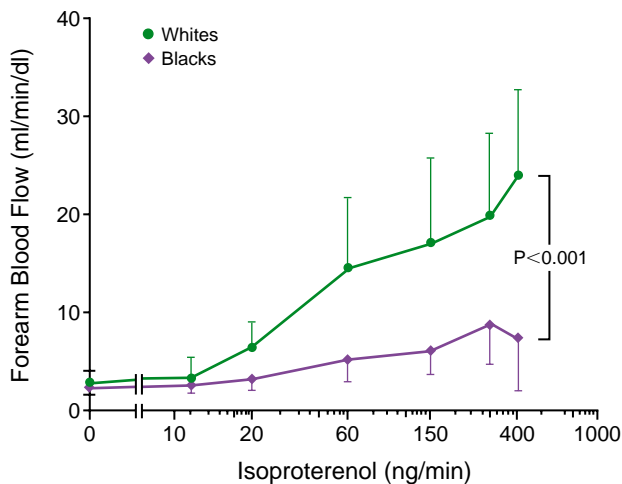 40
30
20
10
0
Forearm Blood Flow (ml/min/dl)
Whites
Blacks
P<0.001
0 10 20 60 150 400 1000
Isoproterenol (ng/min)